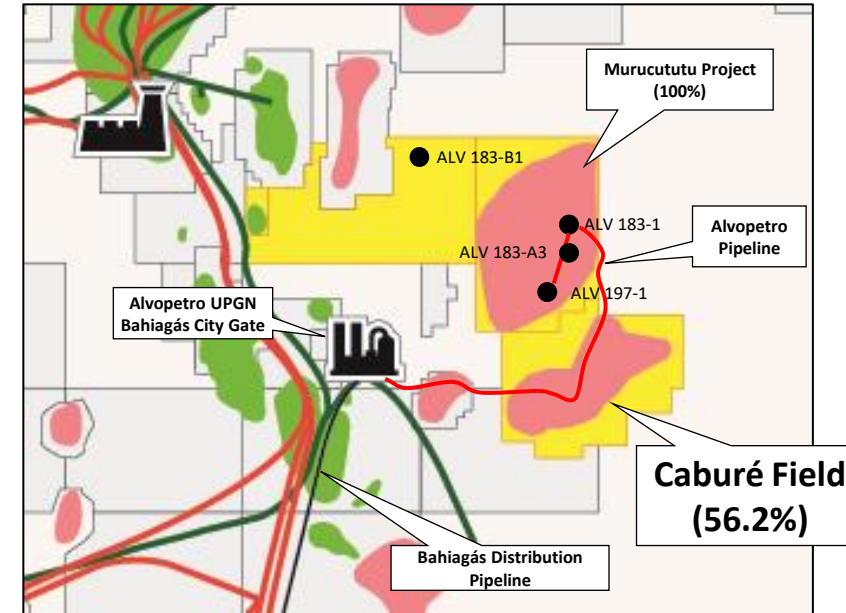 Murucututu Project
(100%)
ALV 183-B1
ALV 183-1
Alvopetro
Pipeline
ALV 183-A3
ALV 197-1
Alvopetro UPGN
Bahiagás City Gate
Caburé Field
(56.2%)
Bahiagás Distribution
Pipeline